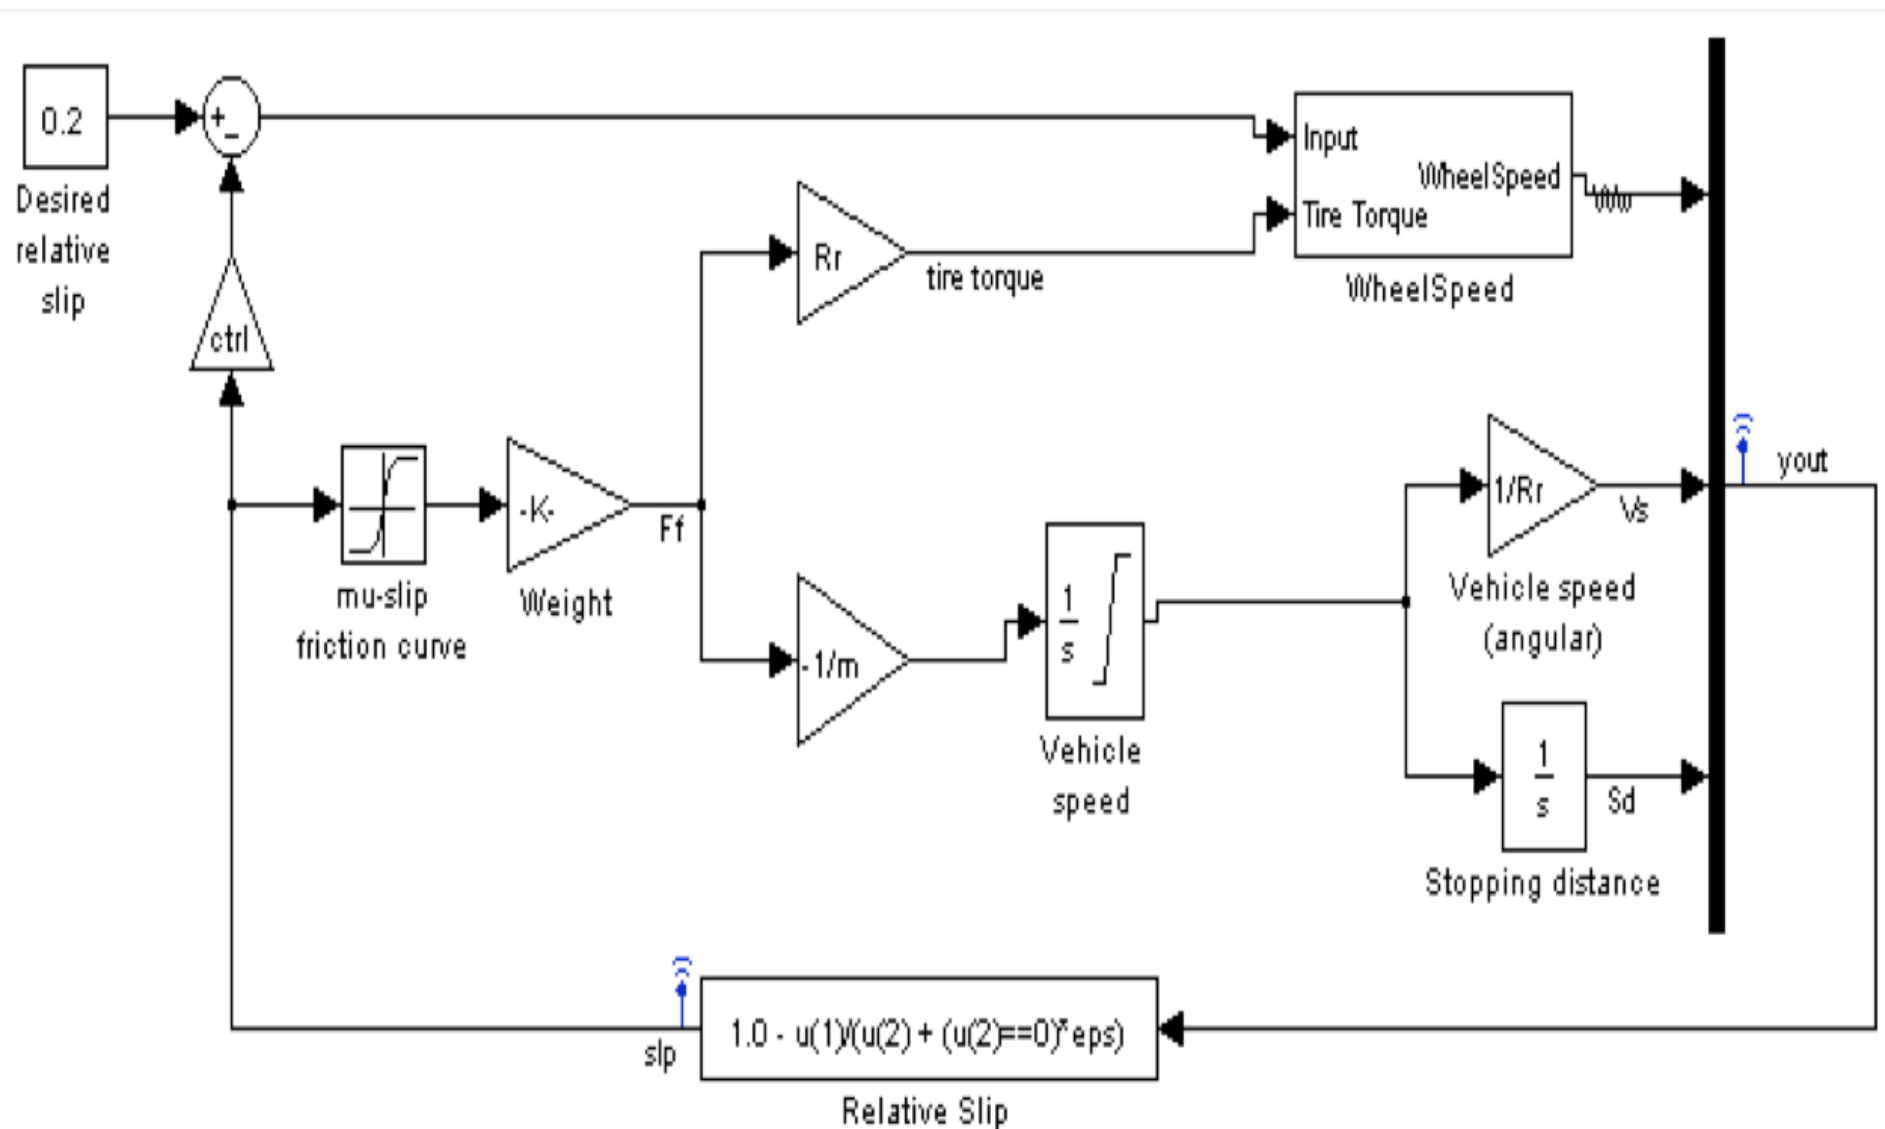 0.2
Desired
relative
slip
+
-
ctrl
Input
Tire Torque
WheelSpeed
WheelSpeed
Ww
Rr
tire torque
mu-slip
friction curve
-K-
Weight
Ff
-1/m
1
s
Vehicle
speed
1/Rr
Vs
Vehicle speed
(angular)
1
s
Sd
Stopping distance
yout
1.0 - u(1)/(u(2) + (u(2)==0)*eps)
slp
Relative Slip